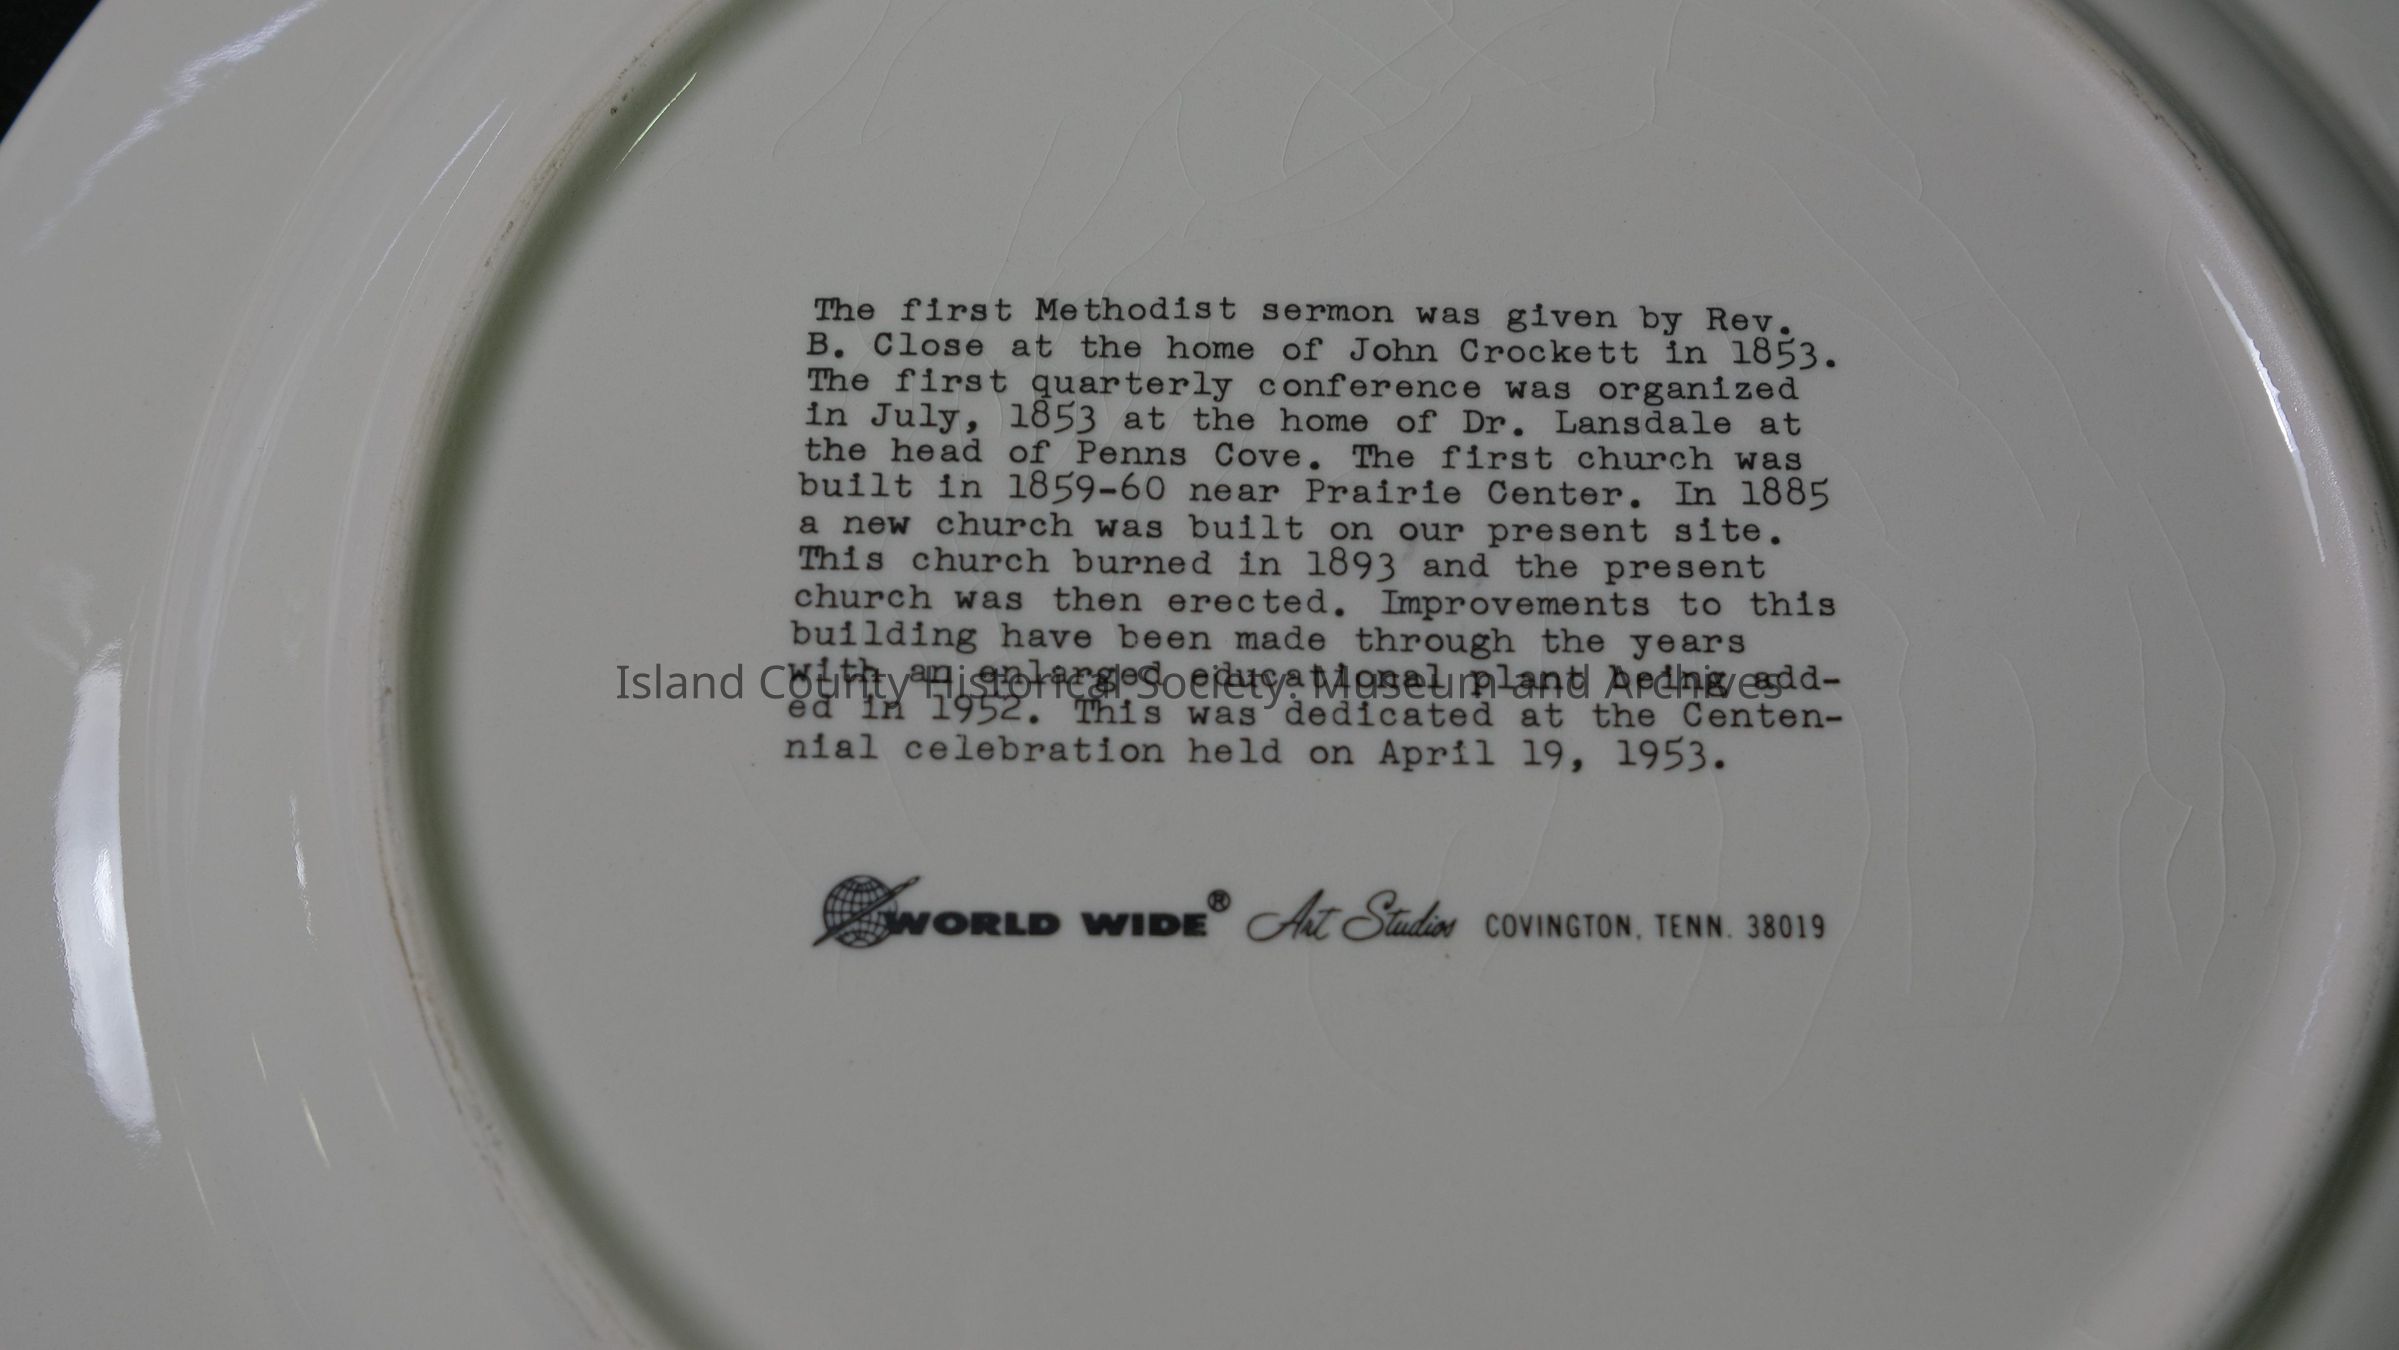 The first Methodist sermon was given by Rev.
B. Close at the home of John Crockett in 1853.
The first quarterly conference was organized
in July, 1853 at the home of Dr. Lansdale at
the head of Penns Cove. The first church was
built in 1859-60 near Prairie Center. In 1885
a new church was built on our present site.
This church burned in 1893 and the present
church was then erected. Improvements to this
building have been made through the years
with an enlarged educational plant being add-
Island County Historical Society: Museum and Archives
ed in 1952. This was dedicated at the Centen-
nial celebration held on April 19, 1953.
WORLD WIDE® Art Studios COVINGTON, TENN. 38019